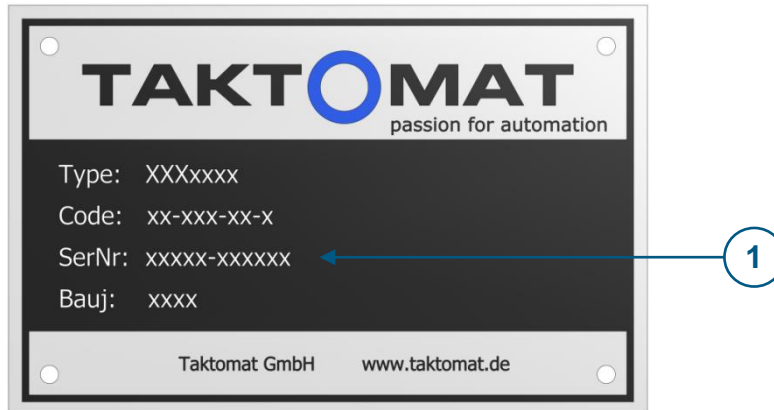 TAKTOMAT
passion for automation
Type: XXXxxxx
Code: xx-xxx-xx-x
SerNr: xxxxx-xxxxxx
1
Bauj: xxxx
Taktomat GmbH www.taktomat.de